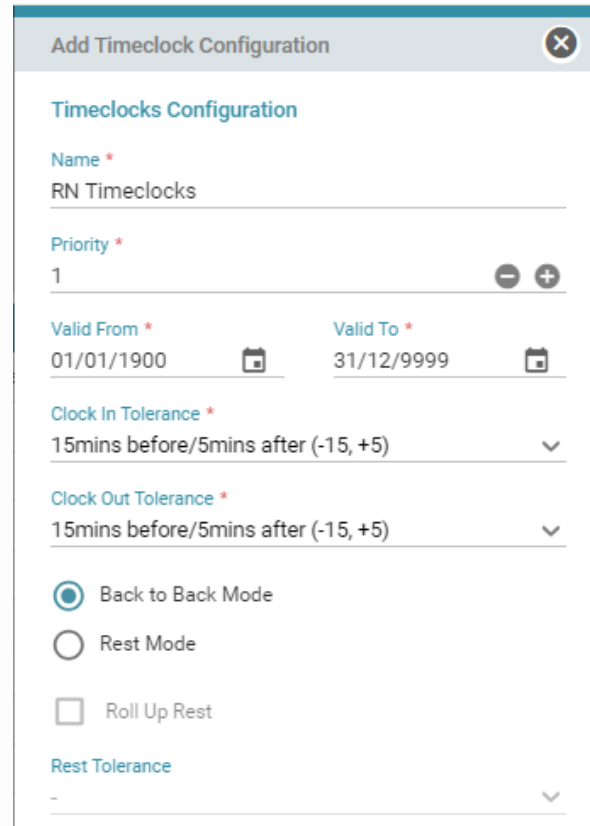 Add Timeclock Configuration
Timeclocks Configuration
Name *
RN Timeclocks
Priority *
1
Valid From * Valid To *
01/01/1900 31/12/9999
Clock In Tolerance *
15mins before/5mins after (-15, +5)
Clock Out Tolerance *
15mins before/5mins after (-15, +5)
Back to Back Mode
Rest Mode
Roll Up Rest
Rest Tolerance
-